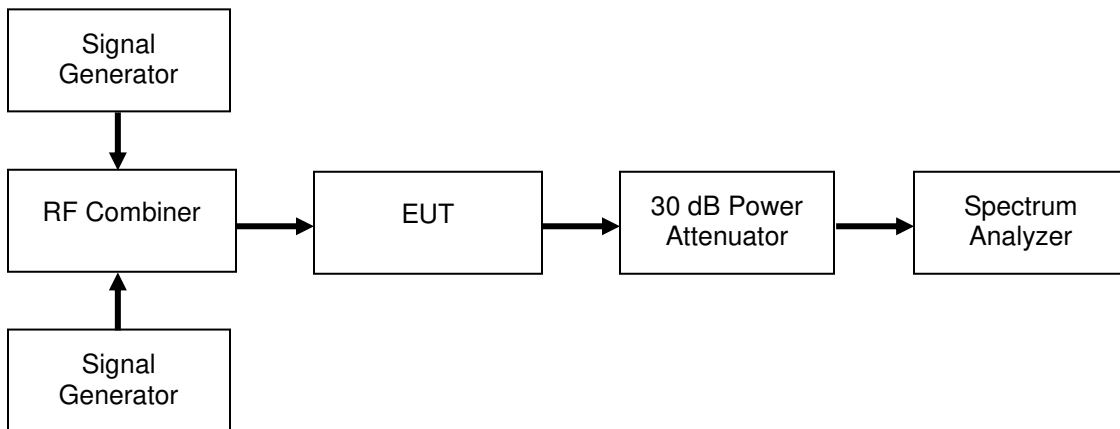 Signal
Generator
RF Combiner
EUT
30 dB Power
Attenuator
Spectrum
Analyzer
Signal
Generator